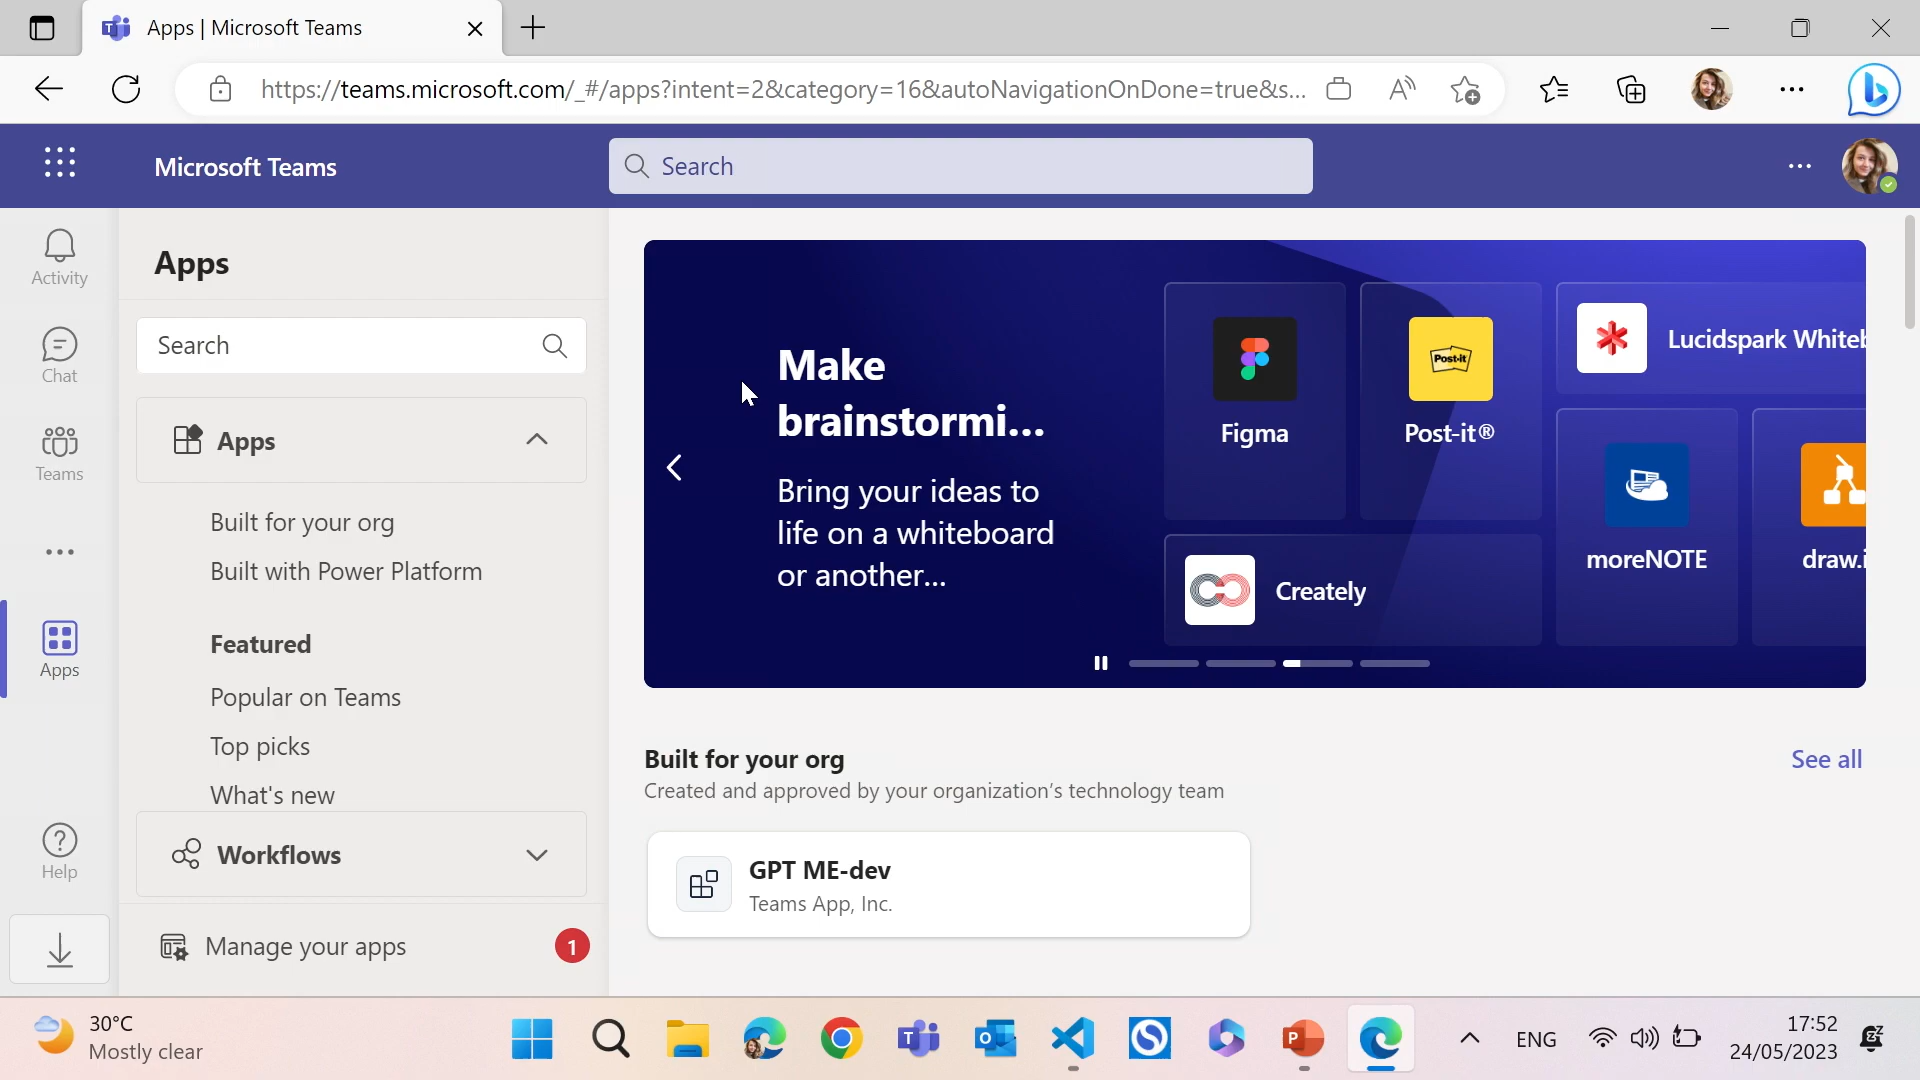 Apps | Microsoft Teams
https://teams.microsoft.com/_#/apps?intent=2&category=16&autoNavigationOnDone=true&s...
Microsoft Teams
Search
Activity
Chat
Teams
Apps
Help
Apps
Search
Apps
Built for your org
Built with Power Platform
Featured
Popular on Teams
Top picks
What's new
Workflows
Manage your apps
1
Make
brainstormi...
Bring your ideas to
life on a whiteboard
or another...
Figma
Post-it
Post-it®
Lucidspark Whiteb
moreNOTE
draw.i
Creately
Built for your org
See all
Created and approved by your organization's technology team
GPT ME-dev
Teams App, Inc.
30°C
Mostly clear
ENG
17:52
24/05/2023